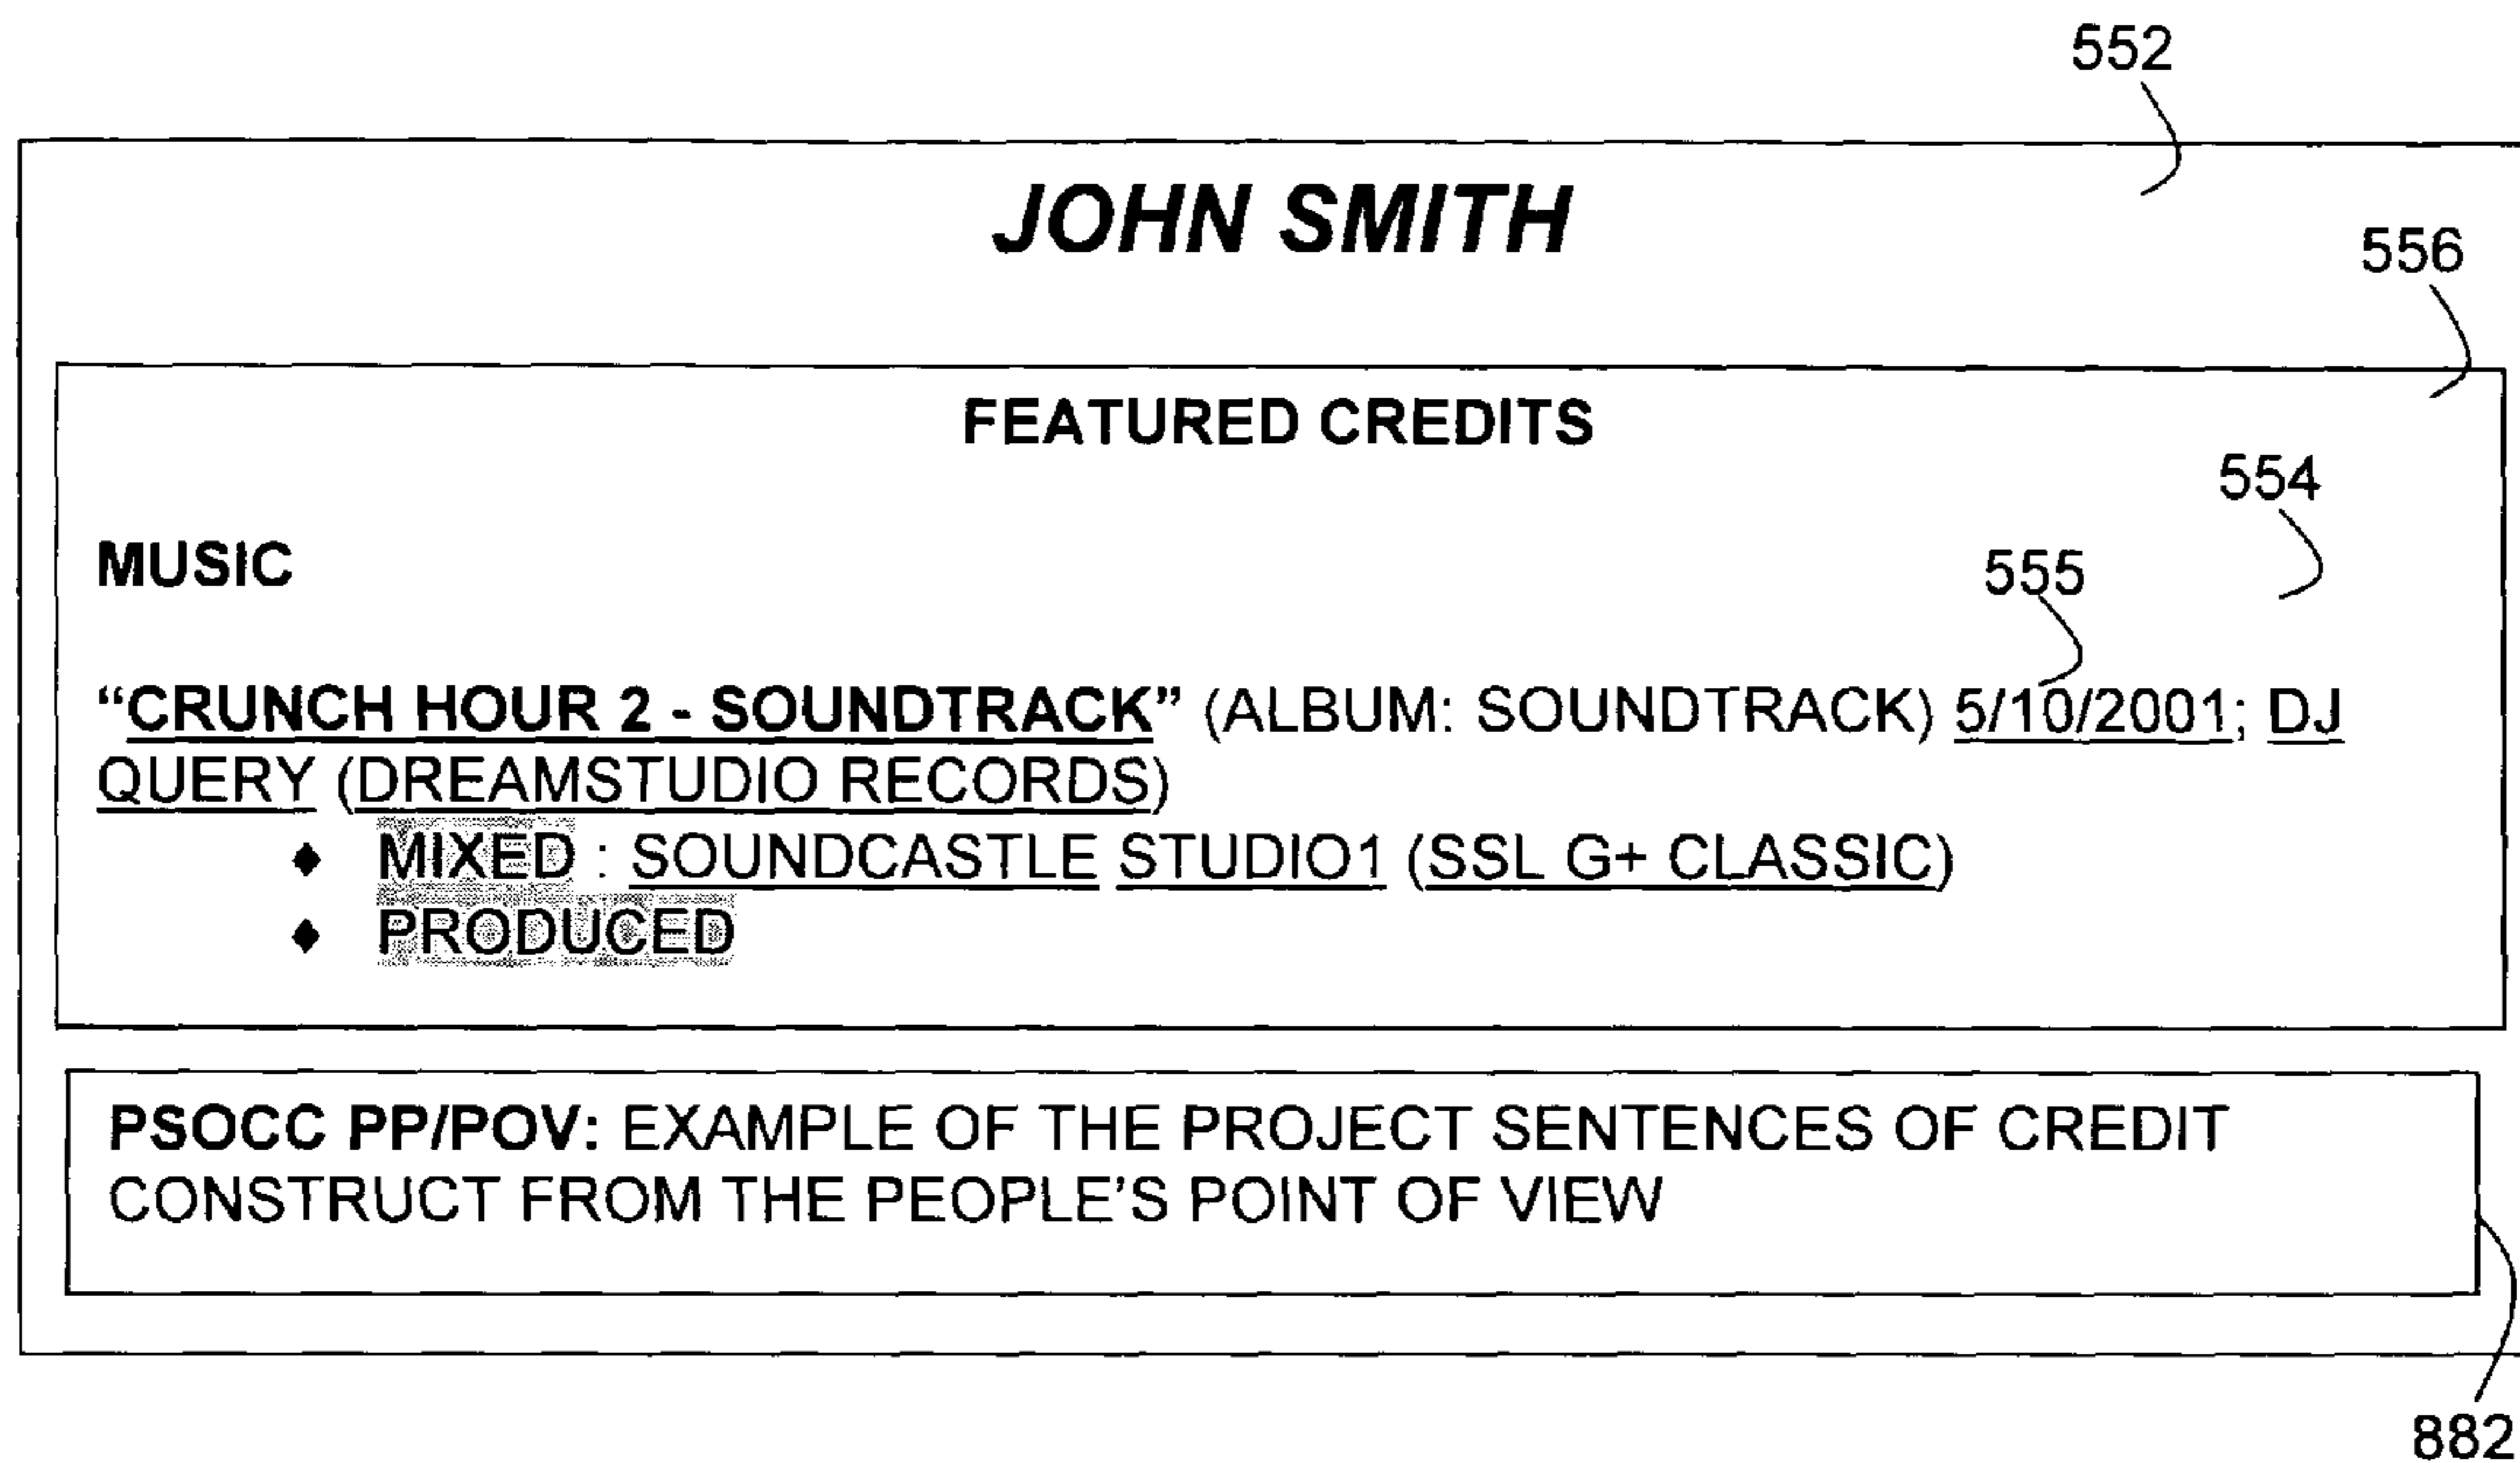 552
JOHN SMITH
556
FEATURED CREDITS
554
MUSIC
555
“CRUNCH HOUR 2 - SOUNDTRACK” (ALBUM: SOUNDTRACK) 5/10/2001; DJ
QUERY (DREAMSTUDIO RECORDS)
♦ MIXED : SOUNDCASTLE STUDIO1 (SSL G+ CLASSIC)
♦ PRODUCED
PSOCC PP/POV: EXAMPLE OF THE PROJECT SENTENCES OF CREDIT
CONSTRUCT FROM THE PEOPLE’S POINT OF VIEW
882